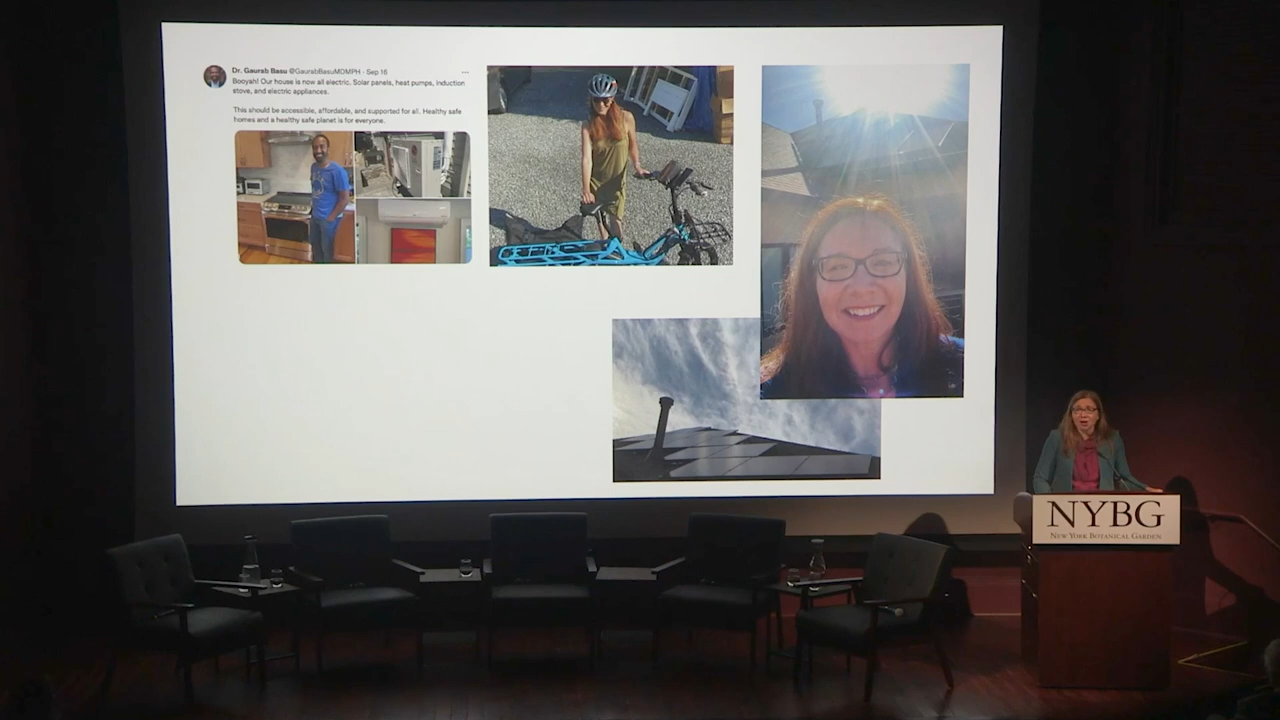 Dr. Gaurab Basu @GaurabBasuMDMPH · Sep 16
Booyah! Our house is now all electric. Solar panels, heat pumps, induction
stove, and electric appliances.
This should be accessible, affordable, and supported for all. Healthy safe
homes and a healthy safe planet is for everyone.
NYBG
NEW YORK BOTANICAL GARDEN